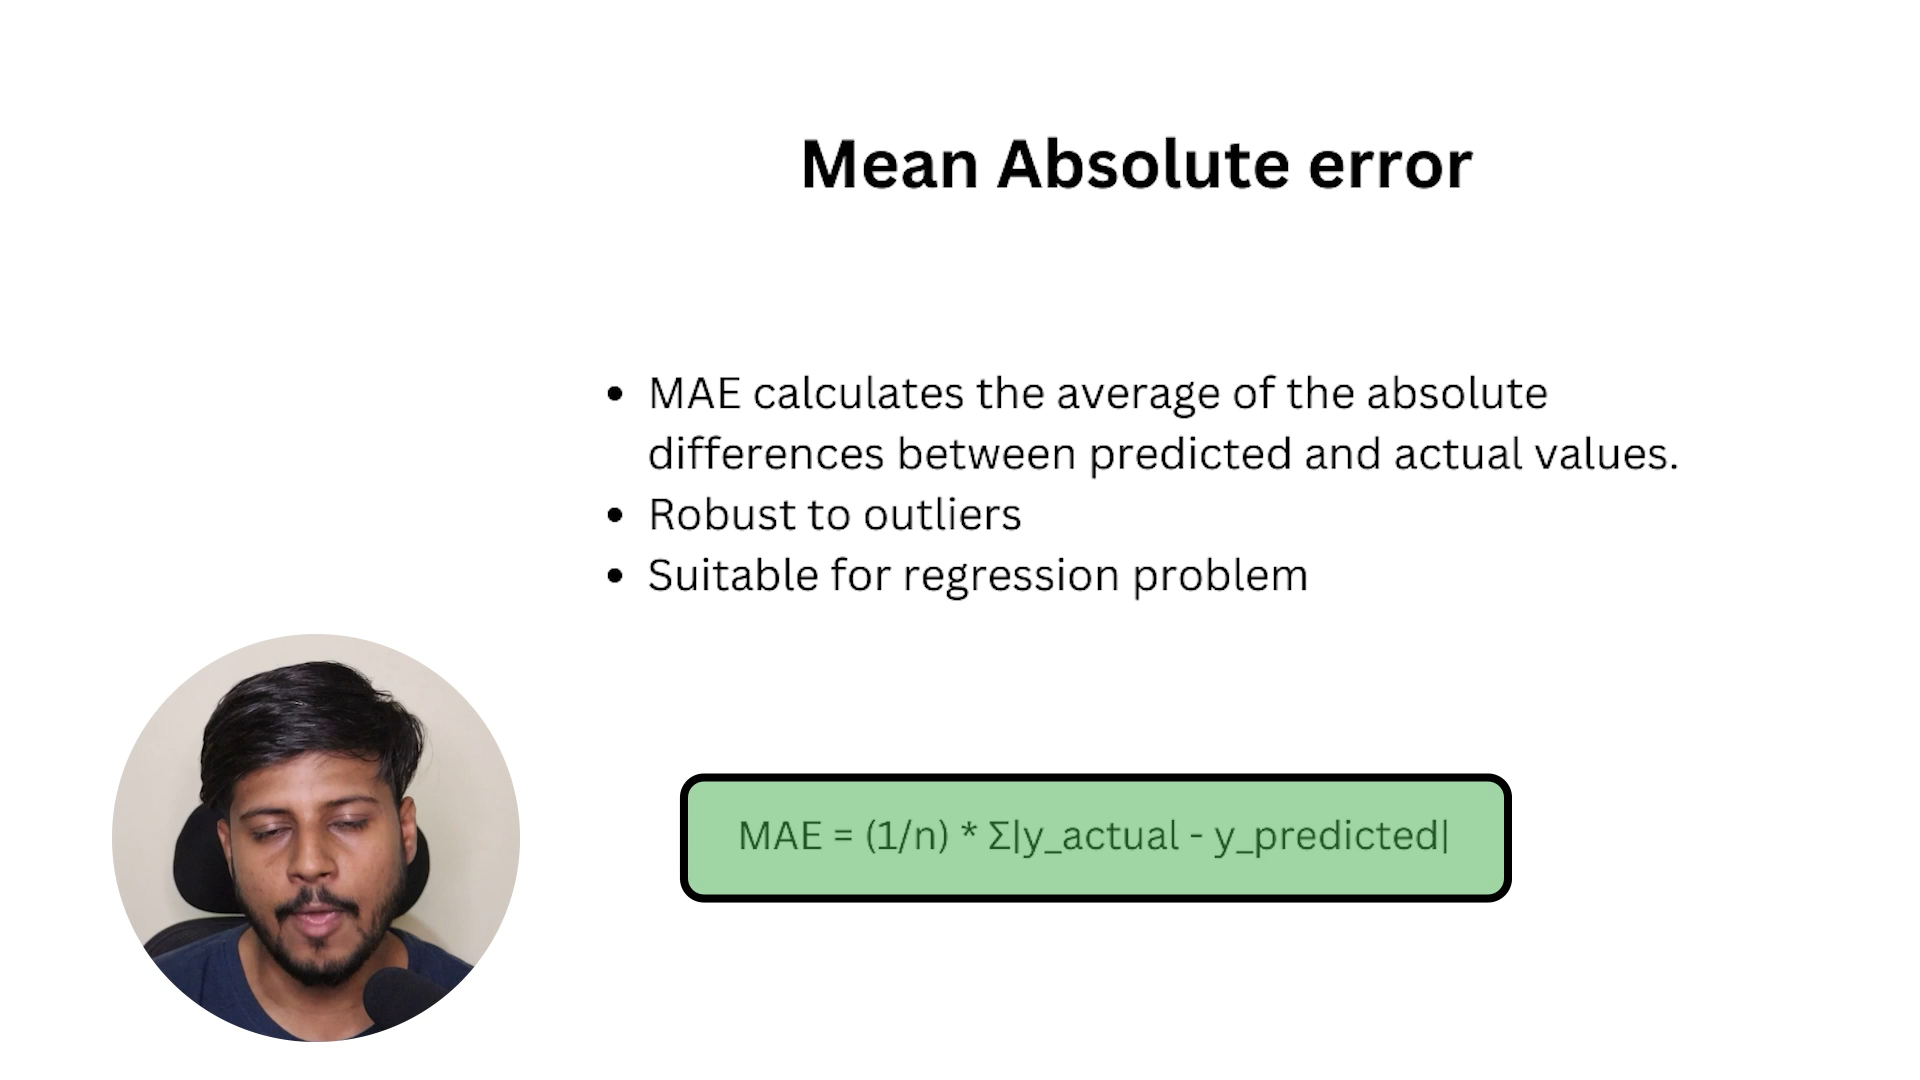 Mean Absolute error
• MAE calculates the average of the absolute
differences between predicted and actual values.
• Robust to outliers
• Suitable for regression problem
MAE = (1/n) * Σ|y_actual - y_predicted|